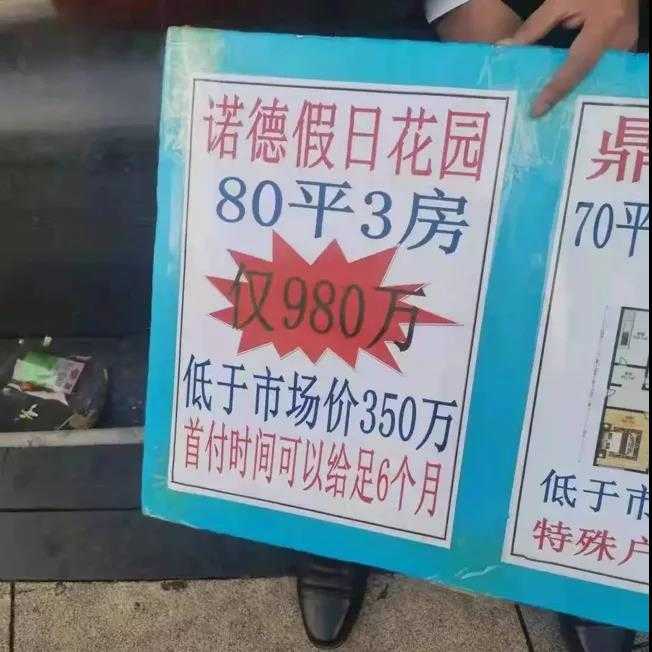 诺德假日花园
80平3房
仅980万
低于市场价350万
首付时间可以给足6个月
鼎
70平
低于市
特殊户